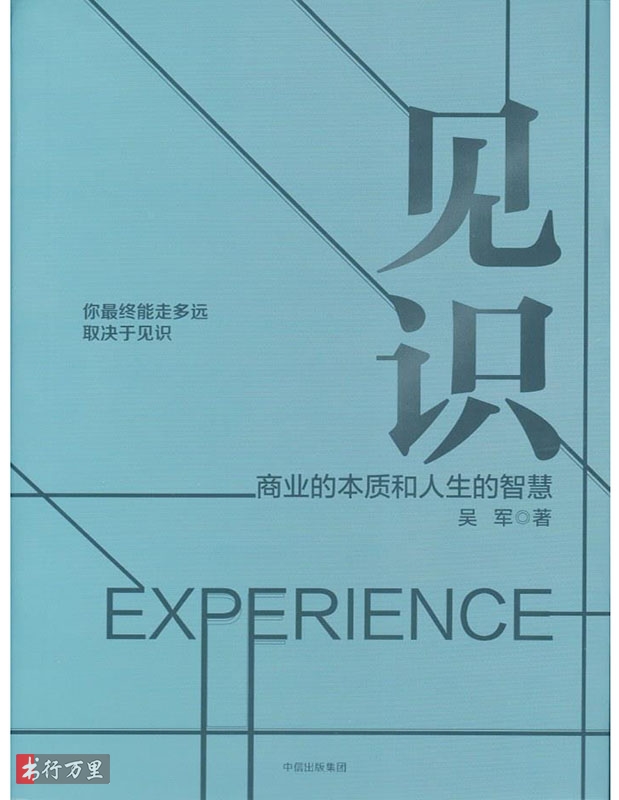 见识
你最终能走多远
取决于见识
商业的本质和人生的智慧
吴 军◎著
EXPERIENCE
中信出版集团
书行万里